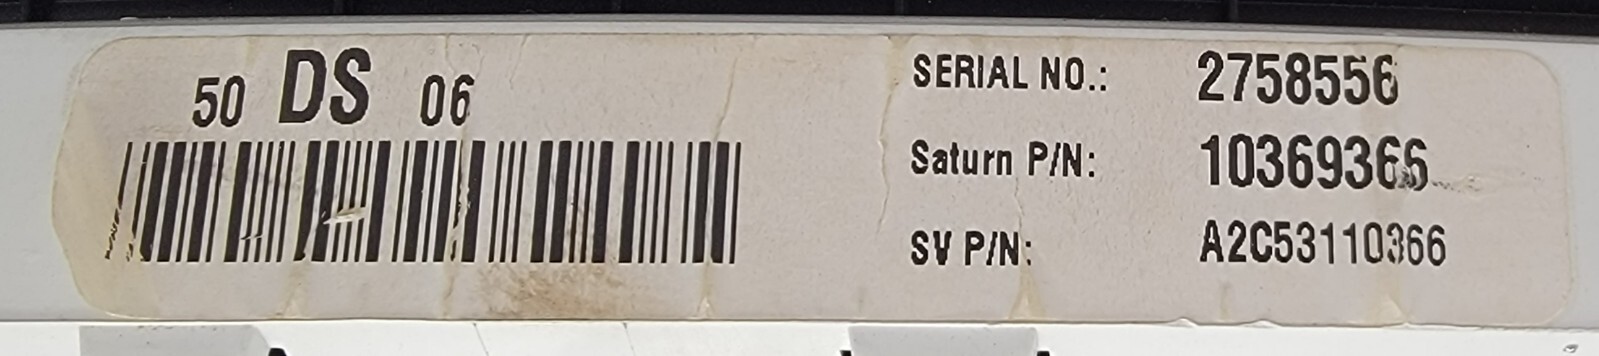 50 DS 06
SERIAL NO.: 2758556
Saturn P/N: 10369366
SV P/N: A2C53110366